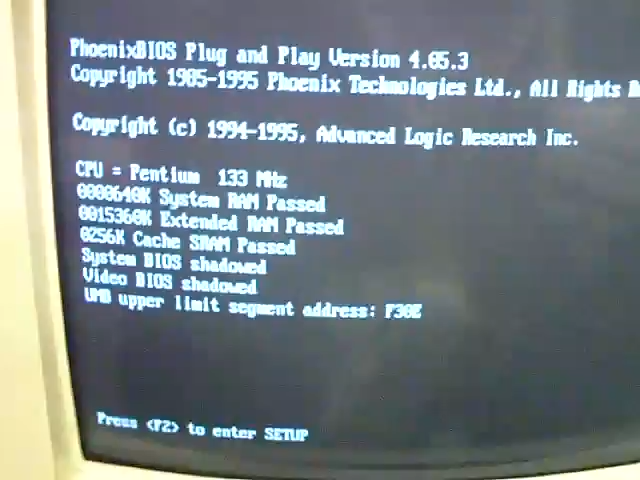 PhoenixBIOS Plug and Play Version 4.05.3
Copyright 1985-1995 Phoenix Technologies Ltd., All Rights
Copyright (c) 1994-1995, Advanced Logic Research Inc.
CPU = Pentium 133 MHz
0000640K System RAM Passed
0015360K Extended RAM Passed
0256K Cache SRAM Passed
System BIOS shadowed
Video BIOS shadowed
UMB upper limit segment address: F30E
Press <F2> to enter SETUP